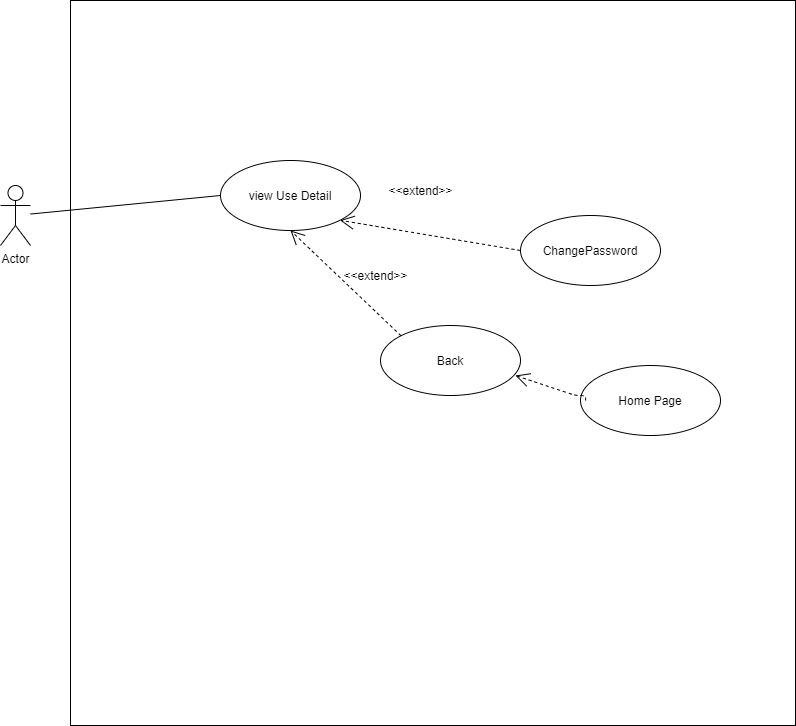 view Use Detail
<<extend>>
Actor
ChangePassword
<<extend>>
Back
Home Page